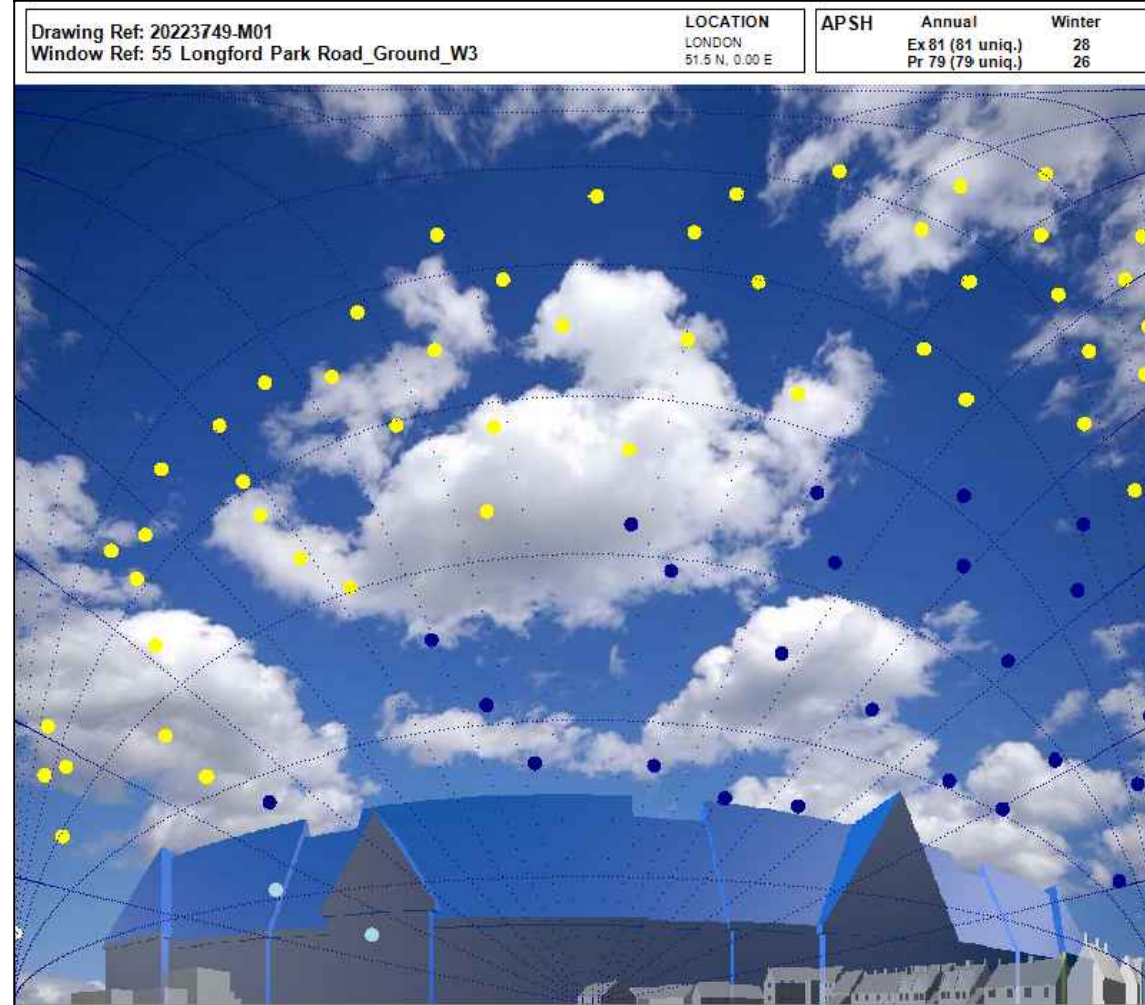 Drawing Ref: 20223749-M01
Window Ref: 55 Longford Park Road_Ground_W3
LOCATION
LONDON
51.5 N, 0.00 E
APSH Annual Winter
Ex 81 (81 uniq.) 28
Pr 79 (79 uniq.) 26